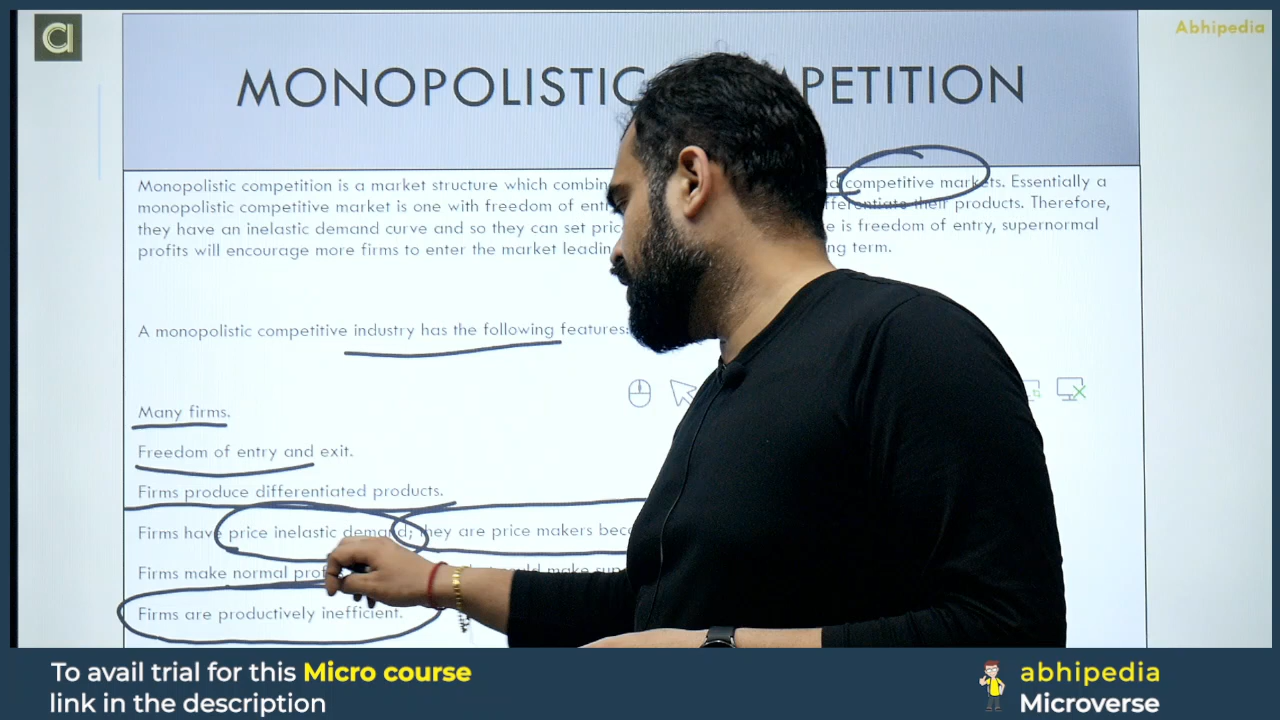 Abhipedia
MONOPOLISTIC PETITION
Monopolistic competition is a market structure which combin competitive markets. Essentially a
monopolistic competitive market is one with freedom of differentiate their products. Therefore,
they have an inelastic demand curve and so they can set is freedom of entry, supernormal
profits will encourage more firms to enter the market term.
A monopolistic competitive industry has the following features:
Many firms.
Freedom of entry and exit.
Firms produce differentiated products.
Firms have price inelastic demand; they are price makers
Firms make normal make
Firms are productively inefficient.
To avail trial for this Micro course
link in the description
abhipedia
Microverse